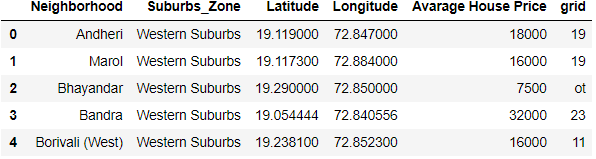 Neighborhood Suburbs_Zone Latitude Longitude Avarage House Price grid
0 Andheri Western Suburbs 19.119000 72.847000 18000 19
1 Marol Western Suburbs 19.117300 72.884000 16000 19
2 Bhayandar Western Suburbs 19.290000 72.850000 7500 ot
3 Bandra Western Suburbs 19.054444 72.840556 32000 23
4 Borivali (West) Western Suburbs 19.238100 72.852300 16000 11